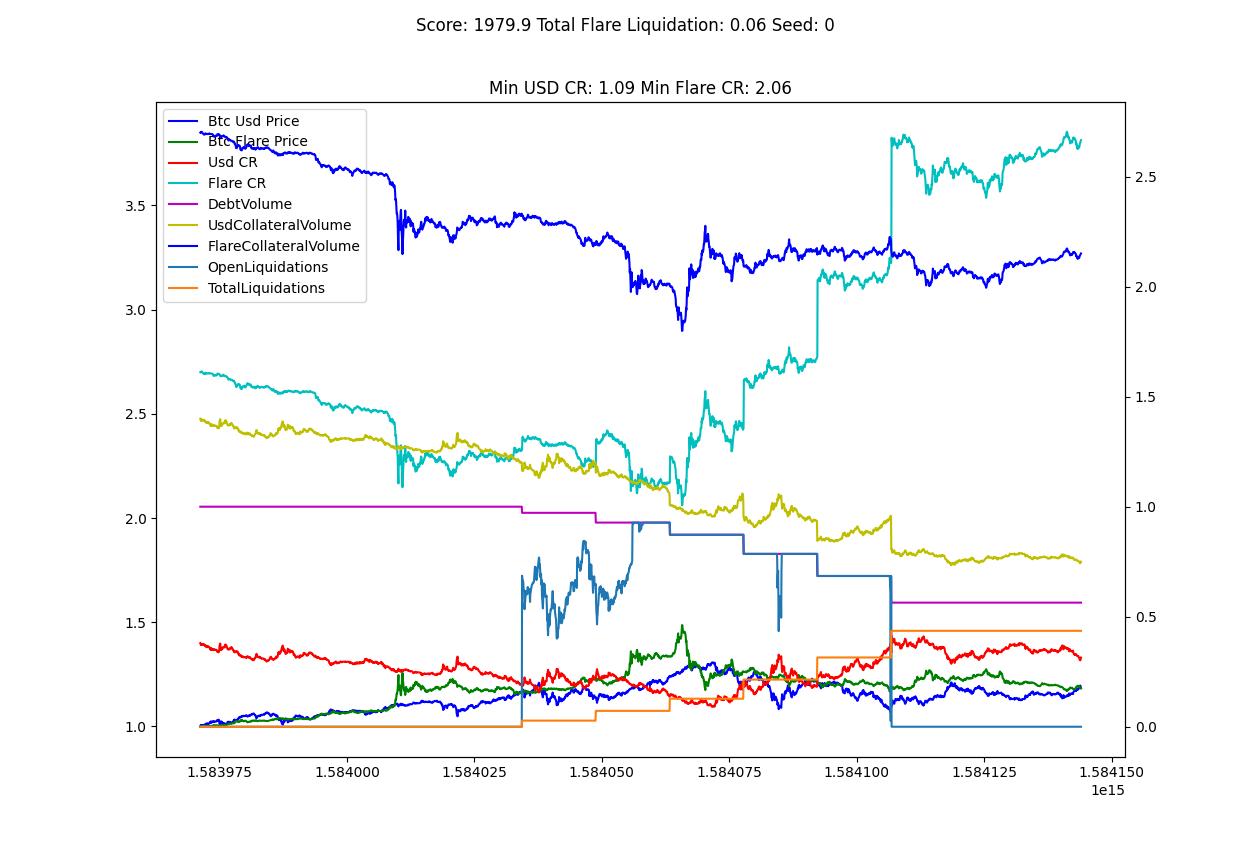 Score: 1979.9 Total Flare Liquidation: 0.06 Seed: 0
Min USD CR: 1.09 Min Flare CR: 2.06
Btc Usd Price
Btc Flare Price
Usd CR
Flare CR
DebtVolume
UsdCollateralVolume
FlareCollateralVolume
OpenLiquidations
TotalLiquidations
3.5
3.0
2.5
2.0
1.5
1.0
2.5
2.0
1.5
1.0
0.5
0.0
1.583975 1.584000 1.584025 1.584050 1.584075 1.584100 1.584125 1.584150
1e15